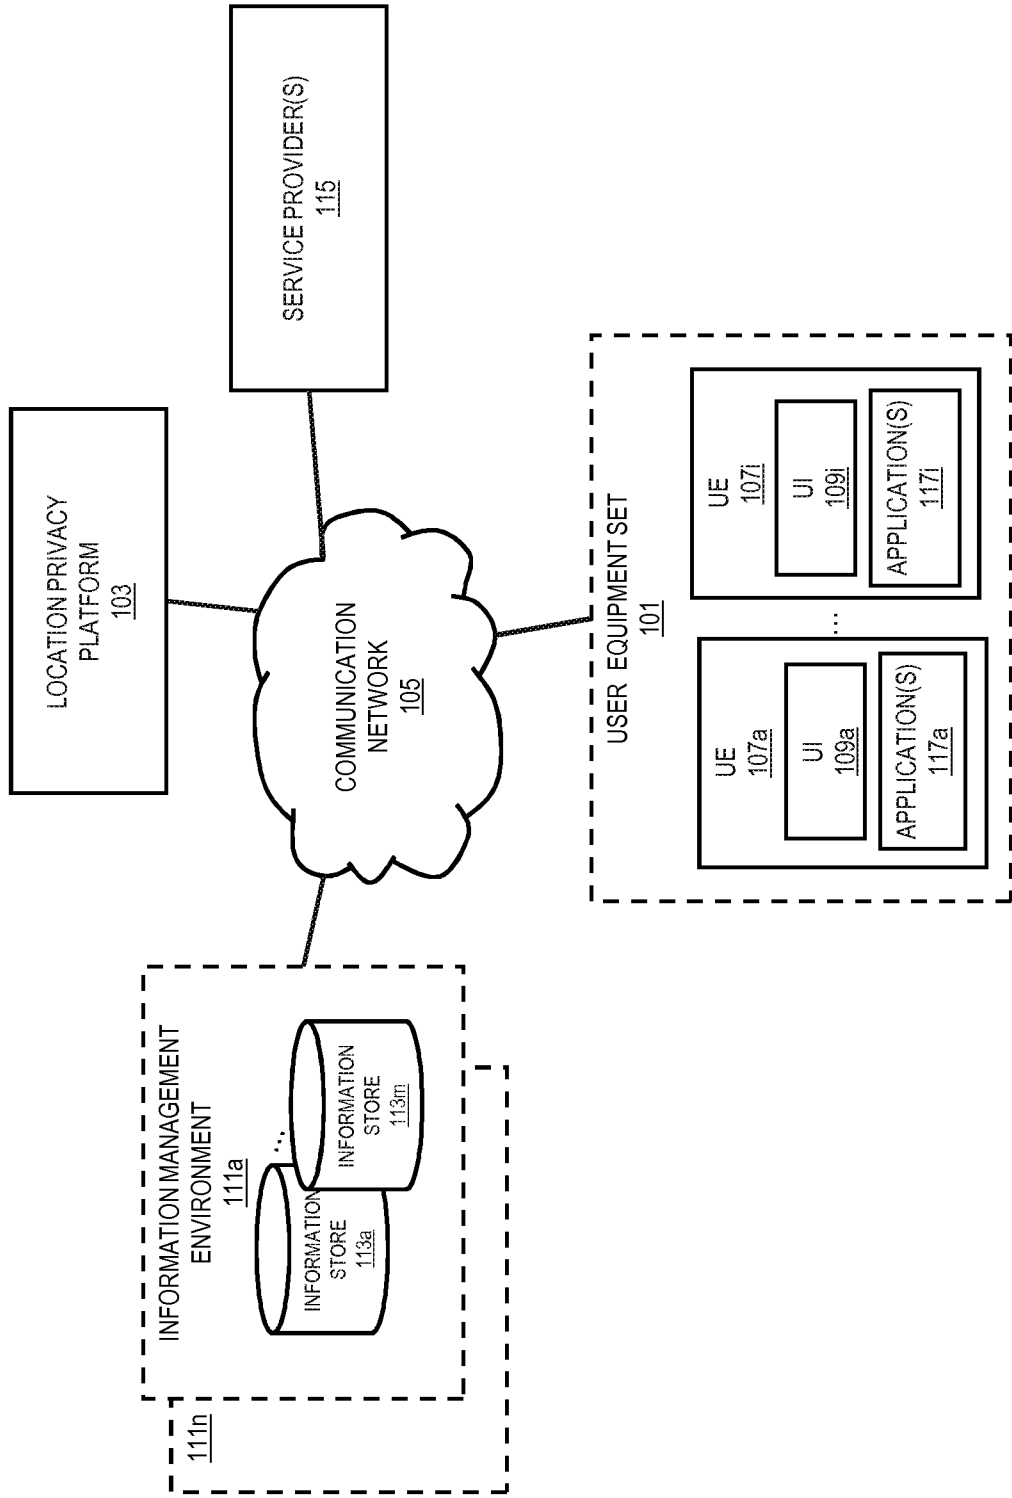 LOCATION PRIVACY
PLATFORM
103
SERVICE PROVIDER(S)
115
COMMUNICATION
NETWORK
105
INFORMATION MANAGEMENT
ENVIRONMENT
111a
...
INFORMATION
STORE
113a
INFORMATION
STORE
113m
111n
USER EQUIPMENT SET
101
UE
107a
UI
109a
APPLICATION(S)
117a
...
UE
107i
UI
109i
APPLICATION(S)
117i